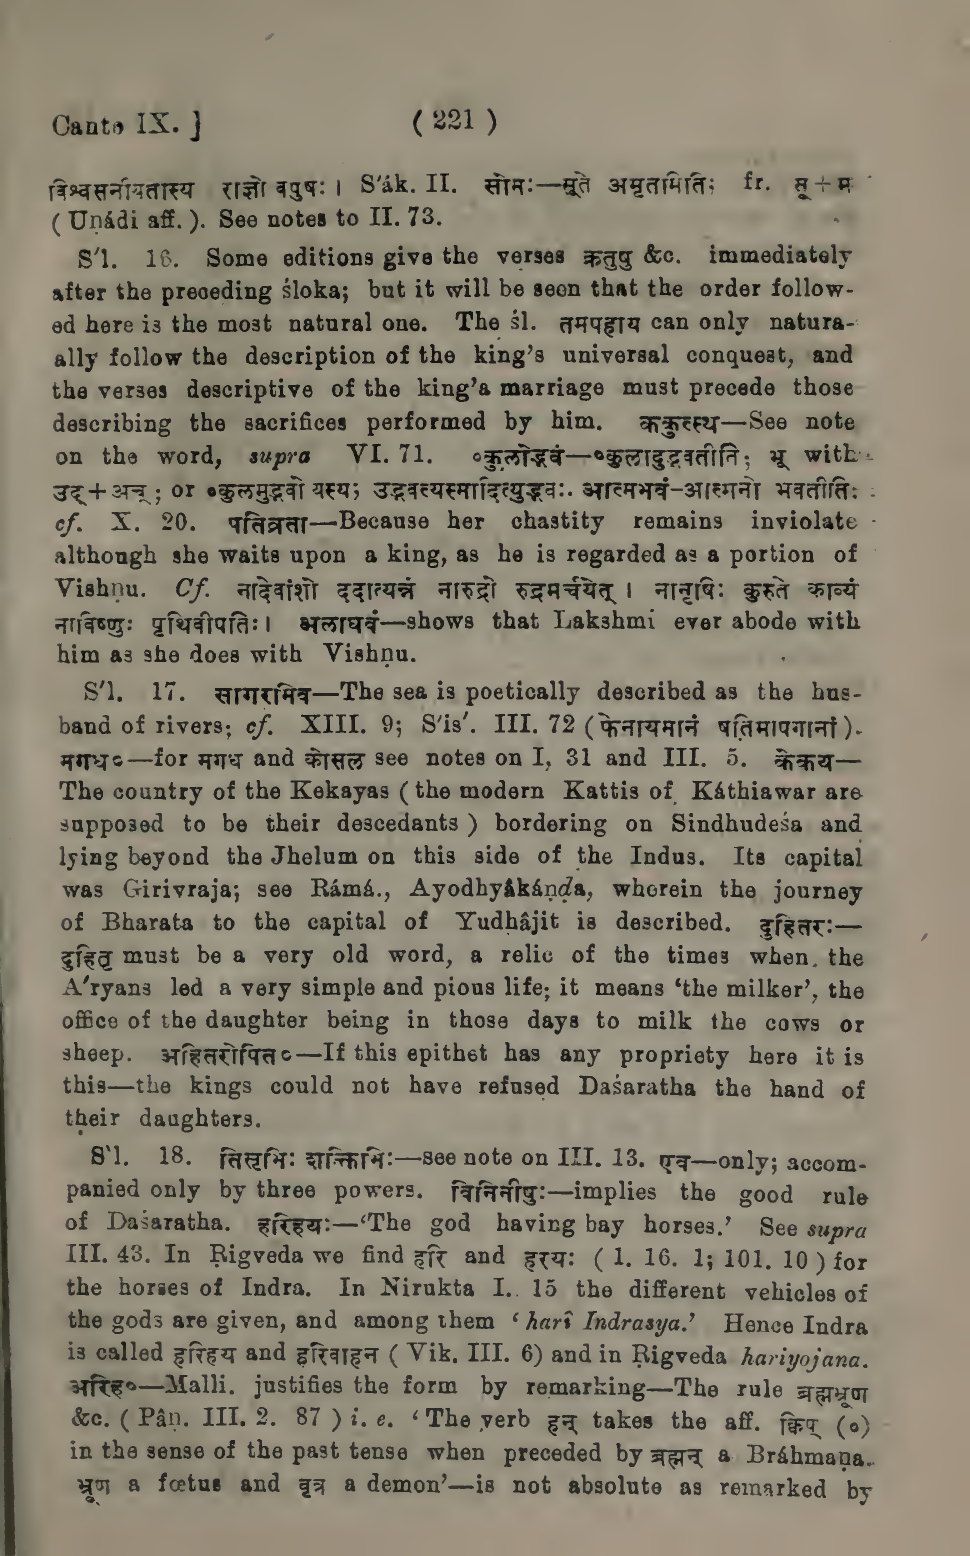 Canto IX. ] ( 221 )
विश्वसर्नायतास्य राज्ञो वपुषः । S'ák. II. सोमः—सूते अमृतमिति; fr. सू + म
( Uṇádi aff. ). See notes to II. 73.
S'l. 16. Some editions give the verses क्रतुषु &c. immediately
after the preceding śloka; but it will be seen that the order follow-
ed here is the most natural one. The śl. तमपहाय can only natura-
ally follow the description of the king's universal conquest, and
the verses descriptive of the king'a marriage must precede those
describing the sacrifices performed by him. ककुत्स्थ—See note
on the word, supra VI. 71. ॰कुलोद्भवं—॰कुलादुद्भवतीति; भू with
उद् + अच्; or ॰कुलमुद्भवो यस्य; उद्भवत्यस्मादित्युद्भवः. आत्मभवं-आत्मनो भवतीति;
cf. X. 20. पतिव्रता—Because her chastity remains inviolate
although she waits upon a king, as he is regarded as a portion of
Vishṇu. Cf. नादेवांशो ददात्यन्नं नारुद्रो रुद्रमर्चयेत् । नानृषिः कुरुते काव्यं
नाविष्णुः पृथिवीपतिः । अलाघवं—shows that Lakshmi ever abode with
him as she does with Vishṇu.
S'l. 17. सागरमिव—The sea is poetically described as the hus-
band of rivers; cf. XIII. 9; S'is'. III. 72 ( फेनायमानं पतिमापगानां ).
मगध॰—for मगध and कोसल see notes on I, 31 and III. 5. केकय—
The country of the Kekayas ( the modern Kattis of Káthiawar are
supposed to be their descedants ) bordering on Sindhudeśa and
lying beyond the Jhelum on this side of the Indus. Its capital
was Girivraja; see Rámá., Ayodhyâkáṇḍa, wherein the journey
of Bharata to the capital of Yudhâjit is described. दुहितरः—
दुहितृ must be a very old word, a relic of the times when the
A'ryans led a very simple and pious life; it means 'the milker', the
office of the daughter being in those days to milk the cows or
sheep. अहितरोपित॰—If this epithet has any propriety here it is
this—the kings could not have refused Daśaratha the hand of
their daughters.
S'l. 18. तिसृभिः शक्तिभिः—see note on III. 13. एव—only; accom-
panied only by three powers. विनिनीषुः—implies the good rule
of Daśaratha. हरिहयः—'The god having bay horses.' See supra
III. 43. In Ṛigveda we find हरि and हरयः ( 1. 16. 1; 101. 10 ) for
the horses of Indra. In Nirukta I. 15 the different vehicles of
the gods are given, and among them ' harî Indrasya.' Hence Indra
is called हरिहय and हरिवाहन ( Vik. III. 6) and in Ṛigveda hariyojana.
अरिह॰—Malli. justifies the form by remarking—The rule ब्रह्मभ्रूण
&c. ( Pâṇ. III. 2. 87 ) i. e. ' The verb हन् takes the aff. क्विप् (०)
in the sense of the past tense when preceded by ब्रह्मन् a Bráhmaṇa.
भ्रूण a fœtus and वृत्र a demon'—is not absolute as remarked by